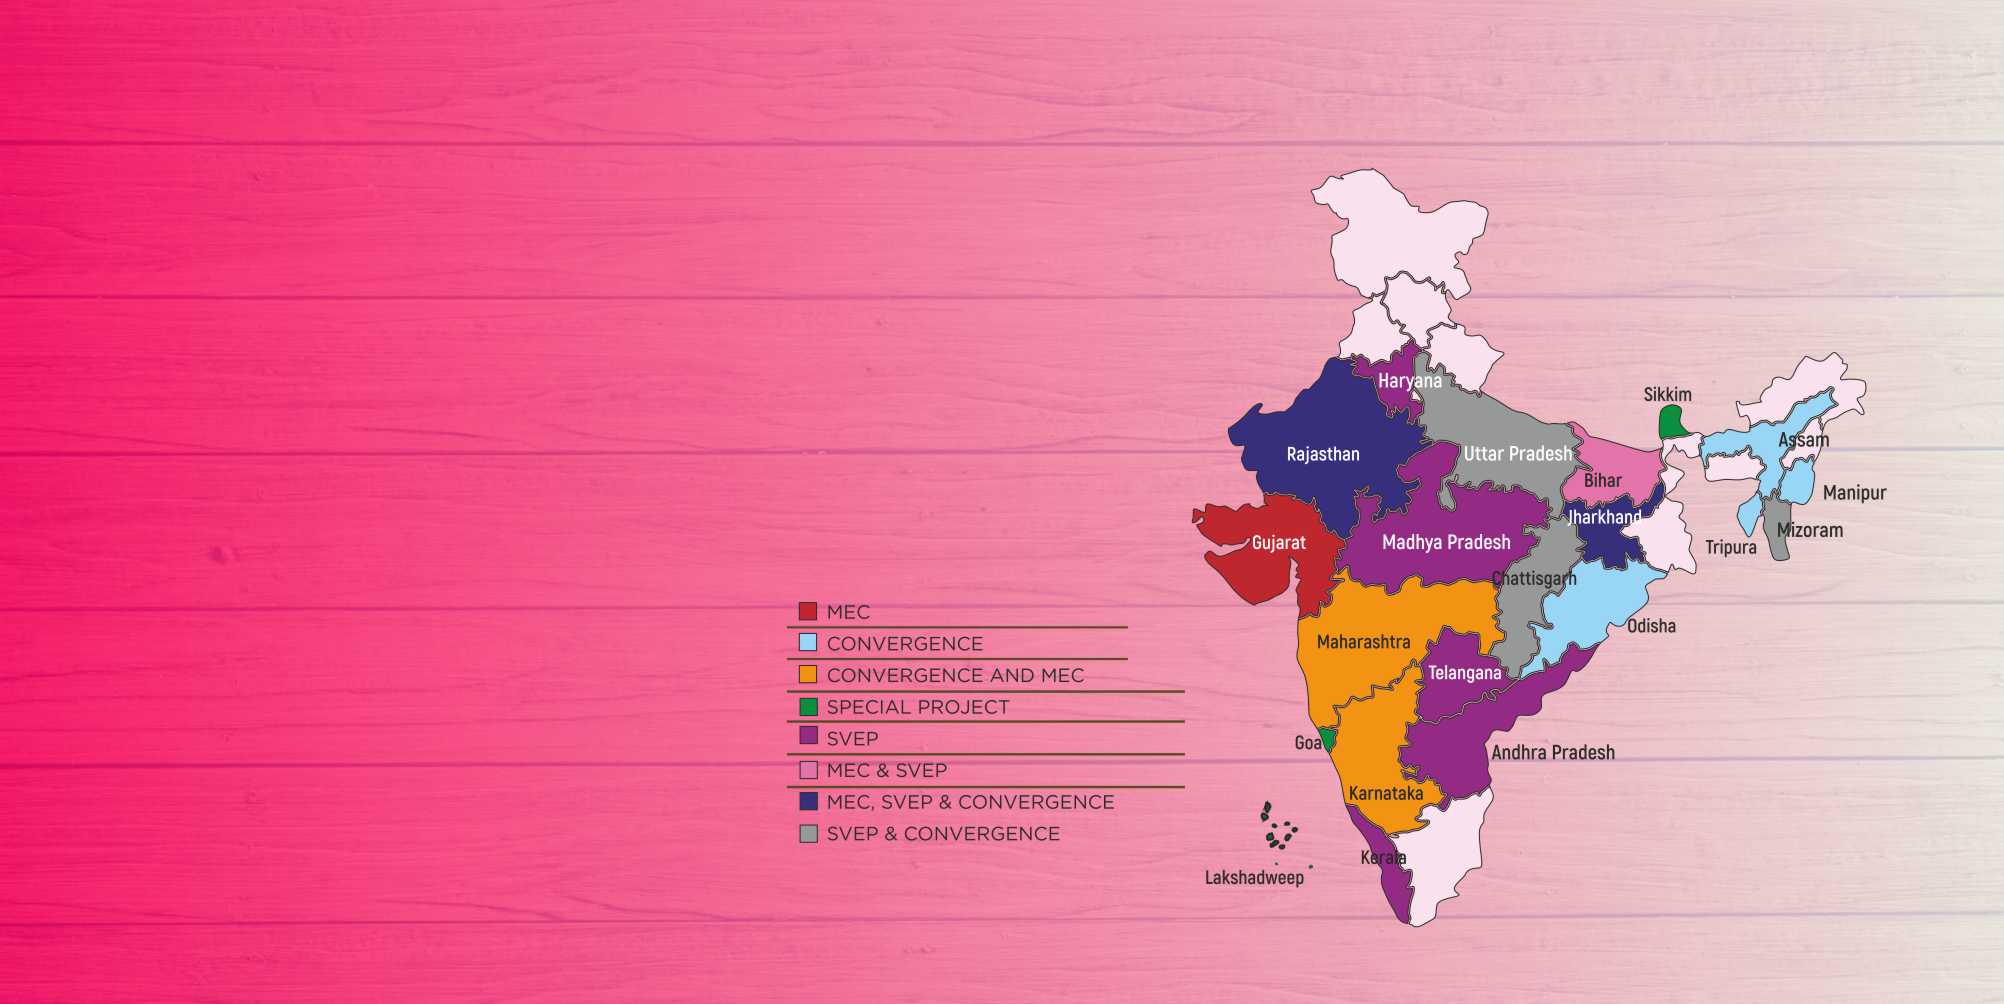 MEC
CONVERGENCE
CONVERGENCE AND MEC
SPECIAL PROJECT
SVEP
MEC & SVEP
MEC, SVEP & CONVERGENCE
SVEP & CONVERGENCE
Haryana
Sikkim
Rajasthan
Uttar Pradesh
Assam
Bihar
Manipur
Jharkhand
Mizoram
Gujarat
Madhya Pradesh
Tripura
Chattisgarh
Maharashtra
Odisha
Telangana
Goa
Andhra Pradesh
Karnataka
Kerala
Lakshadweep